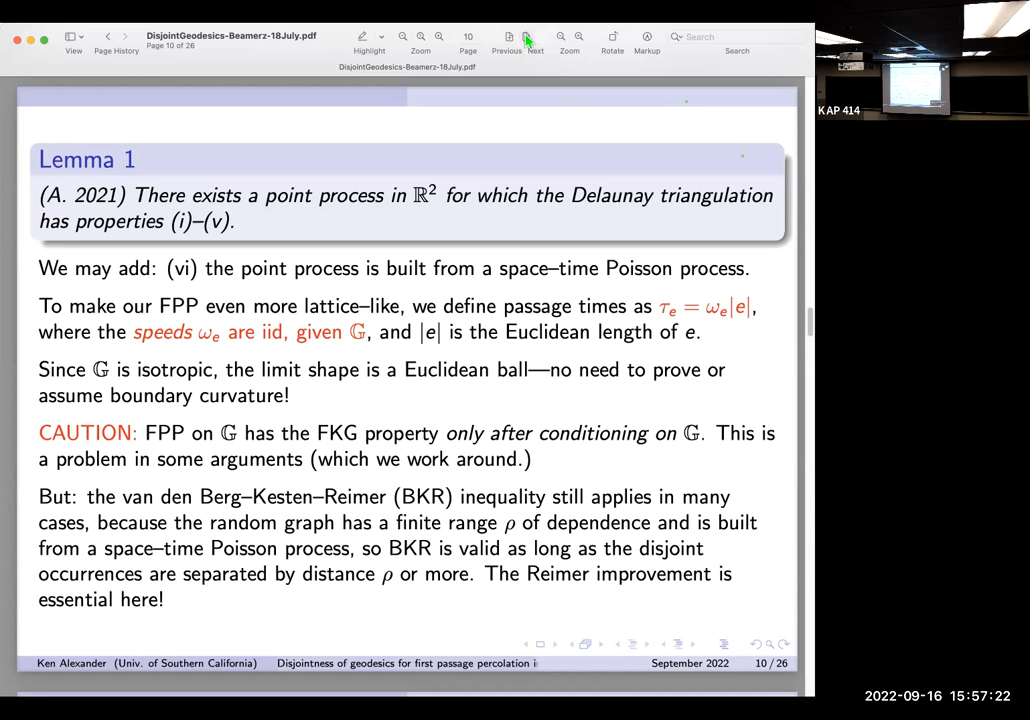 DisjointGeodesics-Beamerz-18July.pdf
Page 10 of 26
10
Search
View
Page History
Highlight
Zoom
Page
Previous
Next
Zoom
Rotate
Markup
Search
DisjointGeodesics-Beamerz-18July.pdf
KAP 414
Lemma 1
(A. 2021) There exists a point process in ℝ² for which the Delaunay triangulation
has properties (i)–(v).
We may add: (vi) the point process is built from a space–time Poisson process.
To make our FPP even more lattice–like, we define passage times as τₑ = ωₑ|e|,
where the speeds ωₑ are iid, given 𝔾, and |e| is the Euclidean length of e.
Since 𝔾 is isotropic, the limit shape is a Euclidean ball—no need to prove or
assume boundary curvature!
CAUTION: FPP on 𝔾 has the FKG property only after conditioning on 𝔾. This is
a problem in some arguments (which we work around.)
But: the van den Berg–Kesten–Reimer (BKR) inequality still applies in many
cases, because the random graph has a finite range ρ of dependence and is built
from a space–time Poisson process, so BKR is valid as long as the disjoint
occurrences are separated by distance ρ or more. The Reimer improvement is
essential here!
Ken Alexander (Univ. of Southern California) Disjointness of geodesics for first passage percolation i September 2022 10 / 26
2022-09-16 15:57:22